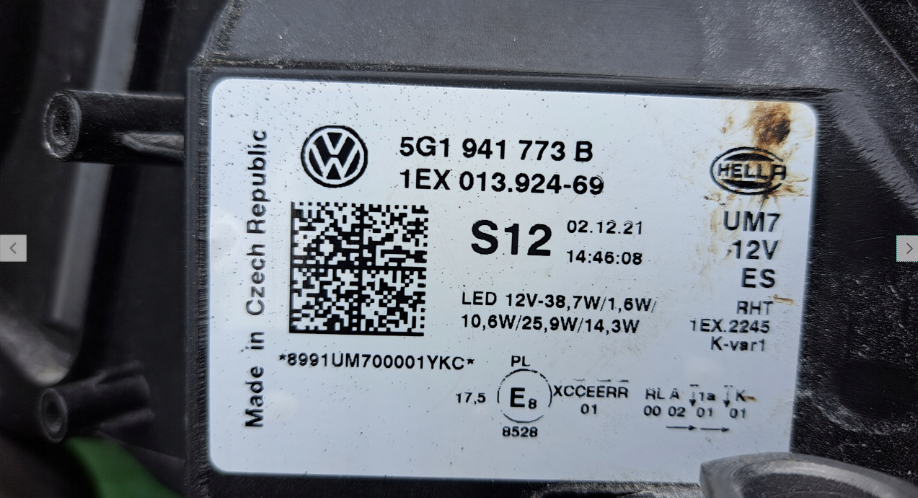 Made in Czech Republic
5G1 941 773 B
1EX 013.924-69
HELLA
S12
02.12.21
14:46:08
UM7
12V
ES
LED 12V-38,7W/1,6W/
10,6W/25,9W/14,3W
RHT
1EX.2245
K-var1
*8991UM700001YKC*
PL
17,5
E8
8528
XCCEERR
01
RL A 1a K
00 02 01 01